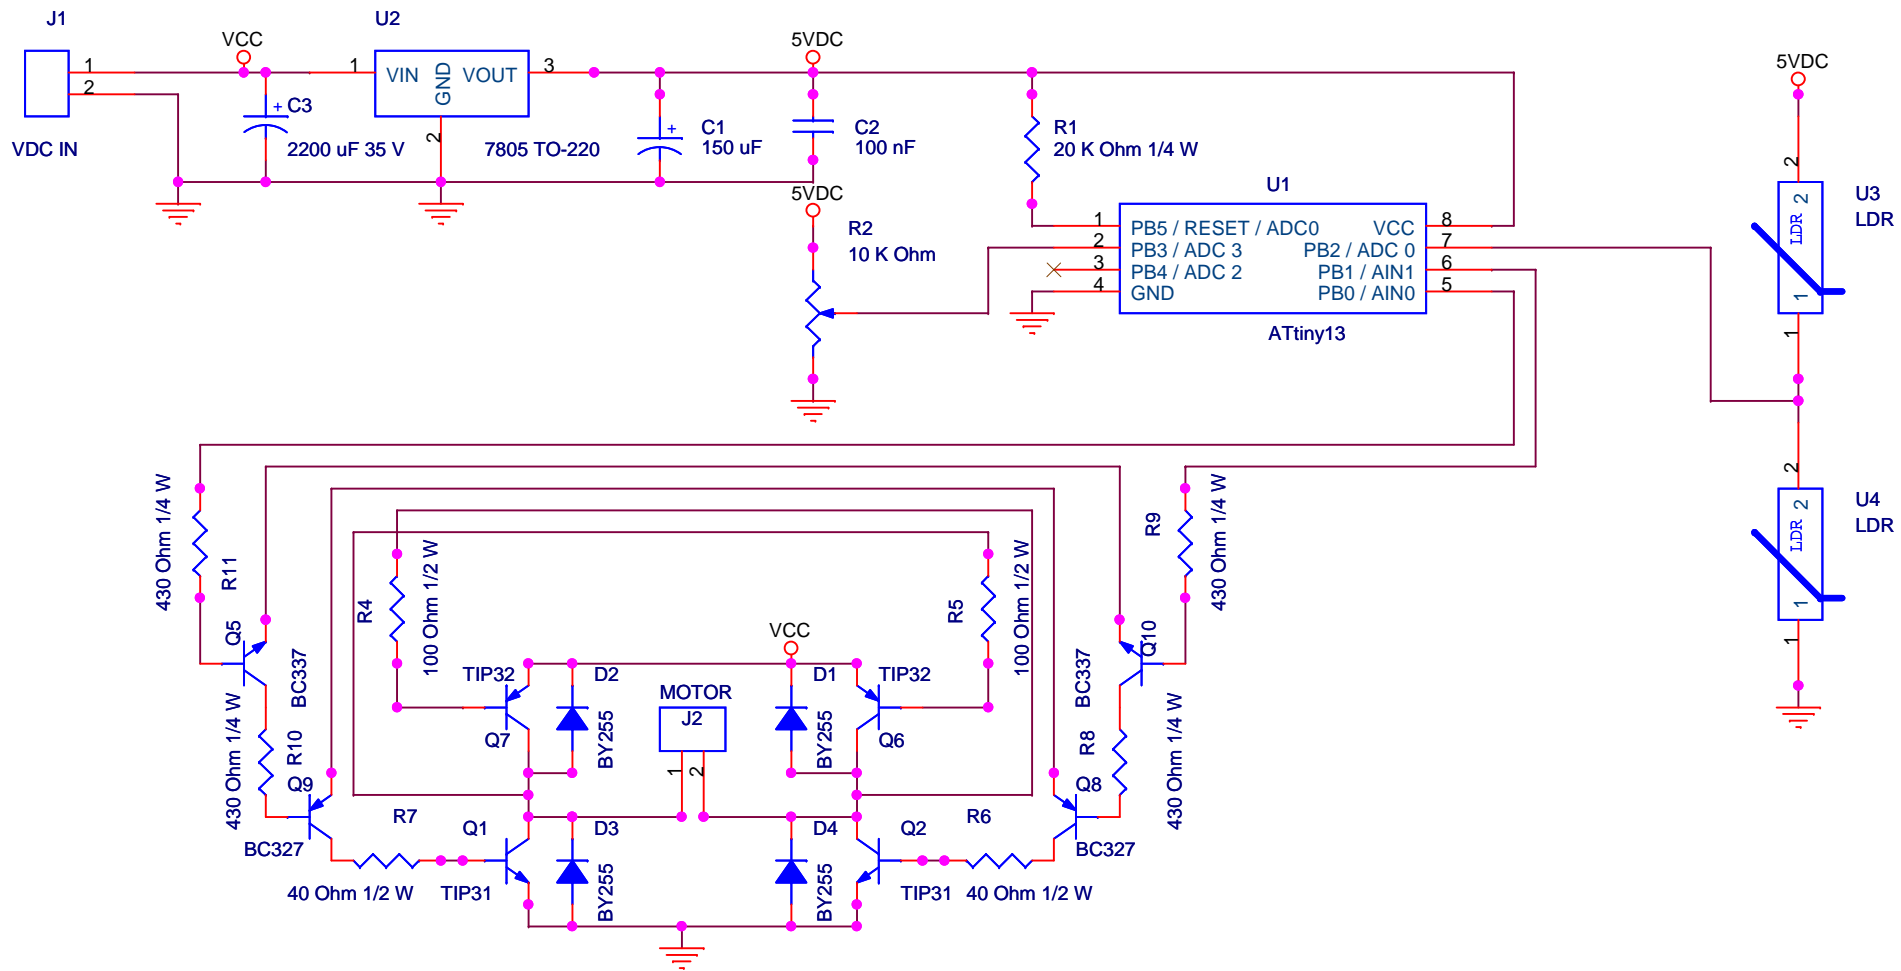 J1
1
2
VDC IN
VCC
+ C3
2200 uF 35 V
U2
1
VIN
GND
VOUT
3
2
7805 TO-220
+
C1
150 uF
5VDC
C2
100 nF
5VDC
R2
10 K Ohm
R1
20 K Ohm 1/4 W
U1
1
2
3
4
PB5 / RESET / ADC0
PB3 / ADC 3
PB4 / ADC 2
GND
VCC
PB2 / ADC 0
PB1 / AIN1
PB0 / AIN0
8
7
6
5
ATtiny13
5VDC
2
2
LDR
1
1
U3
LDR
2
2
LDR
1
1
U4
LDR
430 Ohm 1/4 W
R11
Q5
BC337
430 Ohm 1/4 W
R10
Q9
BC327
R4
100 Ohm 1/2 W
R5
100 Ohm 1/2 W
R9
430 Ohm 1/4 W
Q10
BC337
R8
430 Ohm 1/4 W
Q8
BC327
VCC
TIP32
Q7
D2
BY255
MOTOR
J2
1
2
D1
BY255
TIP32
Q6
R7
40 Ohm 1/2 W
Q1
TIP31
D3
BY255
D4
BY255
Q2
TIP31
R6
40 Ohm 1/2 W